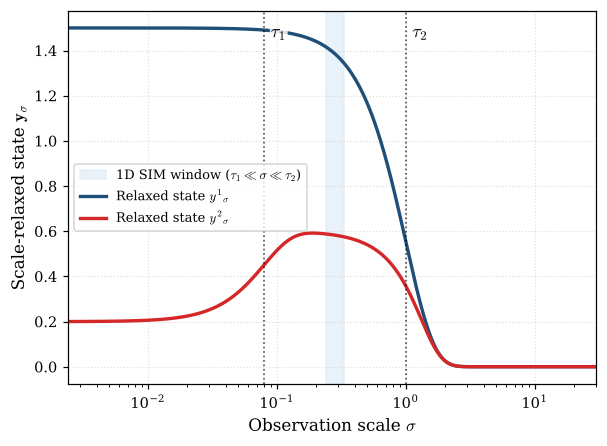 τ₁
τ₂
1D SIM window (τ₁ ≪ σ ≪ τ₂)
Relaxed state y¹σ
Relaxed state y²σ
Scale-relaxed state yσ
1.4
1.2
1.0
0.8
0.6
0.4
0.2
0.0
10⁻² 10⁻¹ 10⁰ 10¹
Observation scale σ